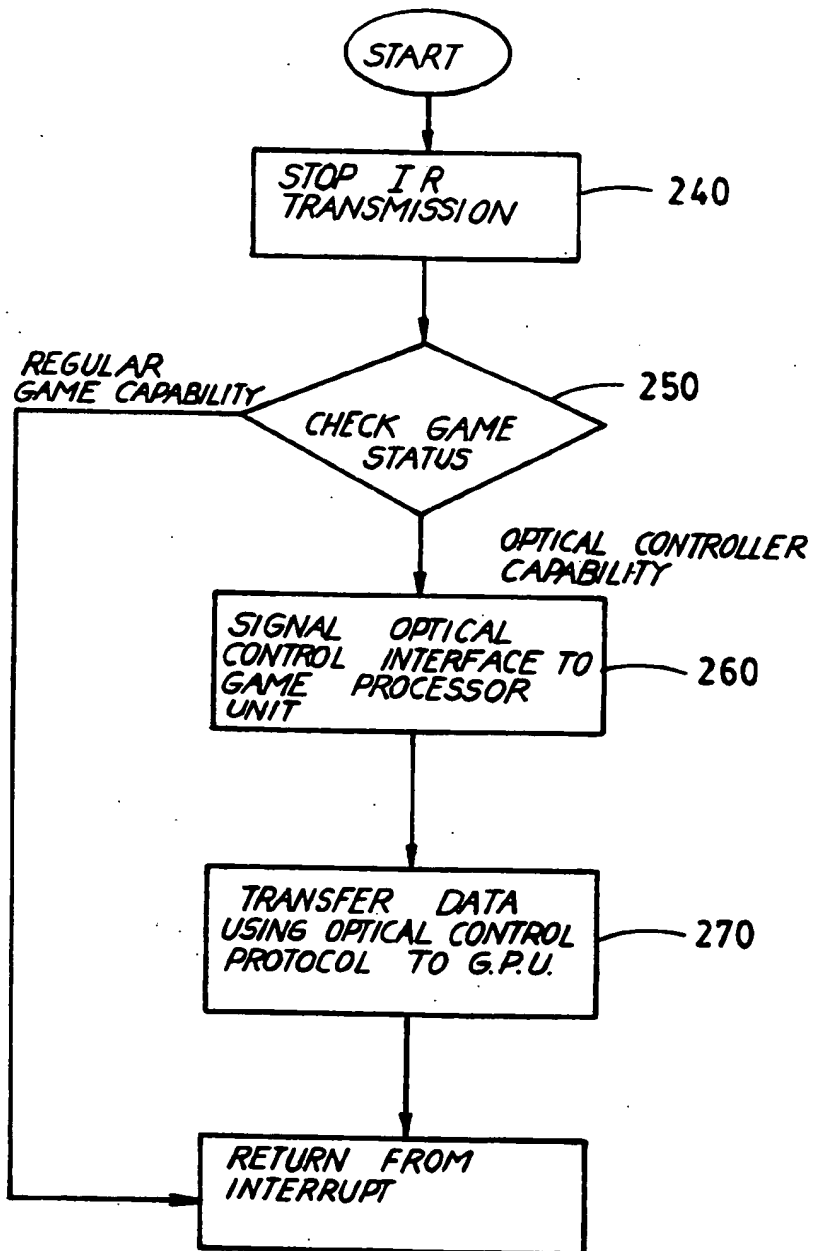 START
STOP IR
TRANSMISSION
240
REGULAR
GAME CAPABILITY
250
CHECK GAME
STATUS
OPTICAL CONTROLLER
CAPABILITY
SIGNAL OPTICAL
CONTROL INTERFACE TO
GAME PROCESSOR
UNIT
260
TRANSFER DATA
USING OPTICAL CONTROL
PROTOCOL TO G.P.U.
270
RETURN FROM
INTERRUPT